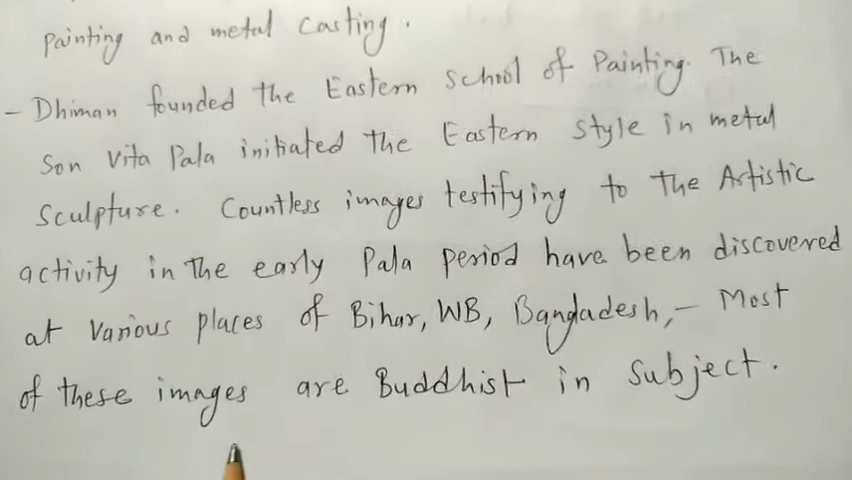 Painting and metal Casting.
- Dhiman founded the Eastern School of Painting. The
Son Vita Pala initiated the Eastern style in metal
Sculpture. Countless images testifying to the Artistic
activity in the early Pala period have been discovered
at various places of Bihar, WB, Bangladesh, - Most
of these images are Buddhist in Subject.